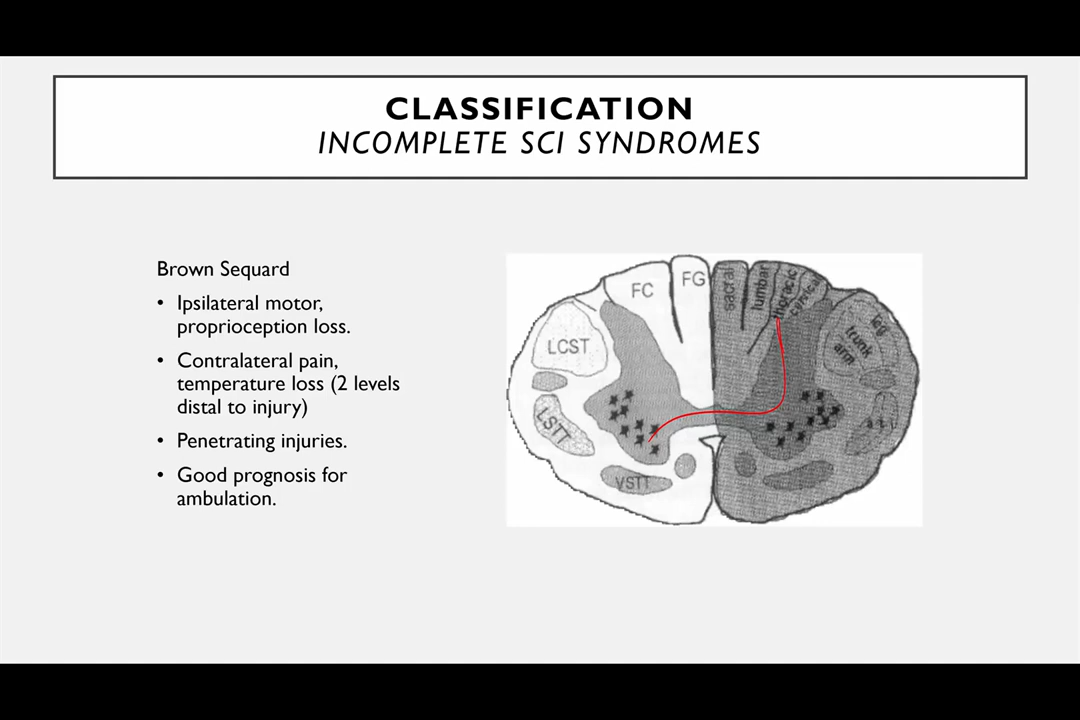 CLASSIFICATION
INCOMPLETE SCI SYNDROMES
Brown Sequard
• Ipsilateral motor,
proprioception loss.
• Contralateral pain,
temperature loss (2 levels
distal to injury)
• Penetrating injuries.
• Good prognosis for
ambulation.
FC
FG
sacral
lumbar
thoracic
cervical
LCST
leg
trunk
arm
LSTT
VSTT